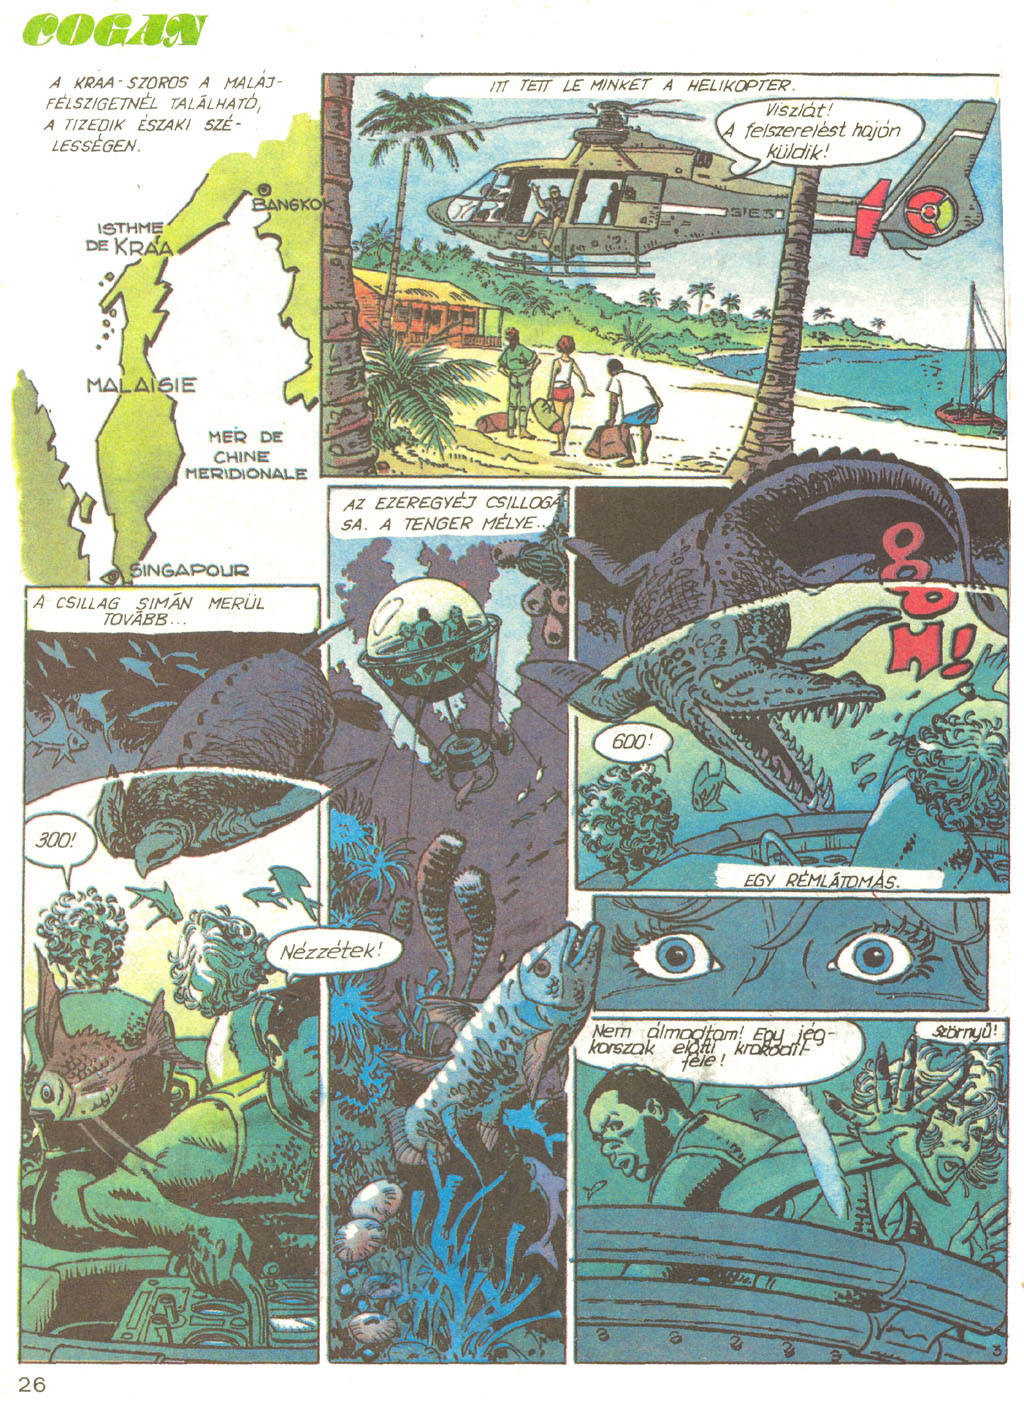 COGAN
A KRAA-SZOROS A MALÁJ-
FÉLSZIGETNÉL TALÁLHATÓ,
A TIZEDIK ÉSZAKI SZÉ-
LESSÉGEN.
BANGKOK
ISTHME
DE KRAA
MALAISIE
MER DE
CHINE
MERIDIONALE
SINGAPOUR
ITT TETT LE MINKET A HELIKOPTER.
Viszlát!
A felszerelést hajón
küldik!
A CSILLAG SIMÁN MERÜL
TOVÁBB...
300!
Nézzétek!
AZ EZEREGYÉJ CSILLOGÁ-
SA. A TENGER MÉLYE...
600!
EGY RÉMLÁTOMÁS.
Nem álmodtam! Egy jég-
korszak előtti krokodil-
féle!
Szörnyű!
3
26